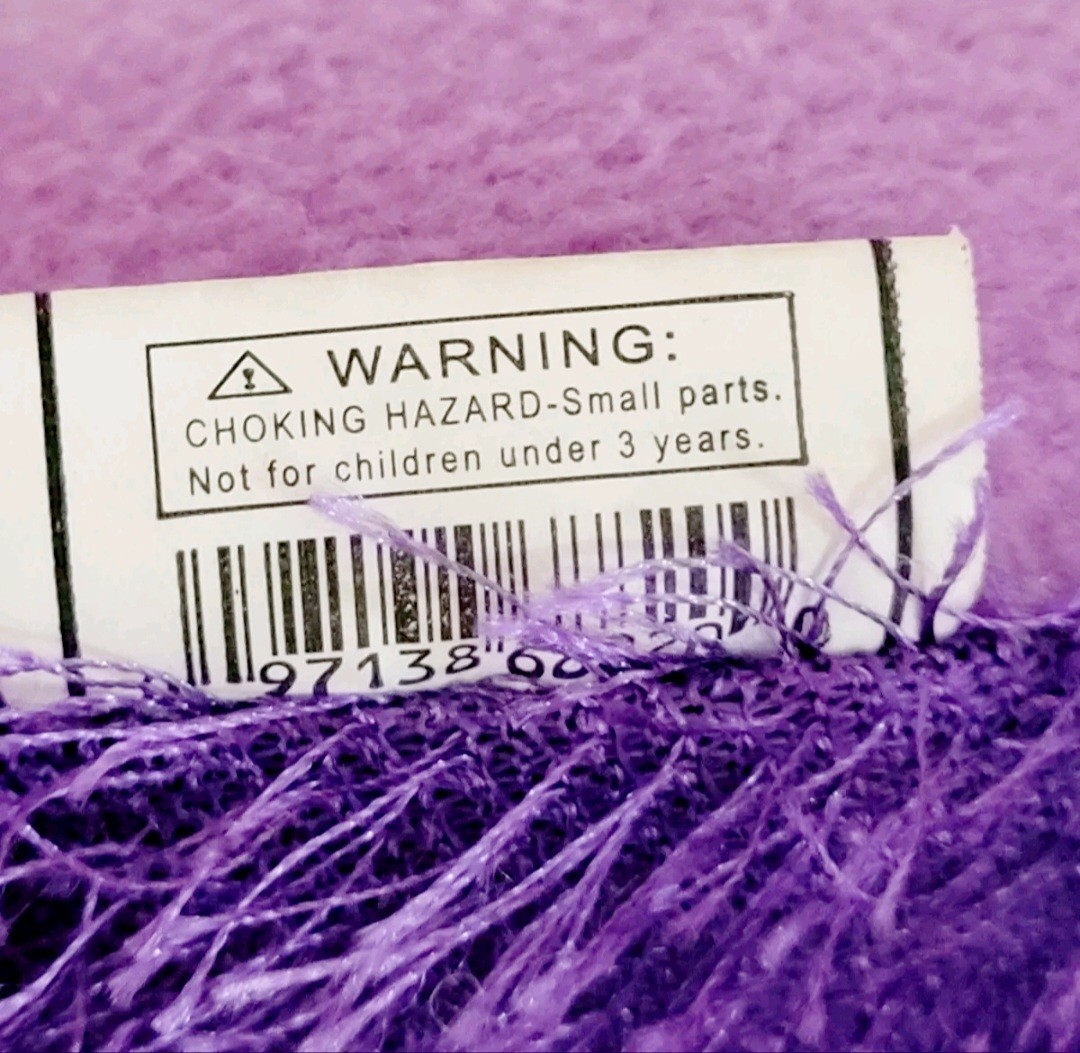 WARNING:
CHOKING HAZARD-Small parts.
Not for children under 3 years.
97138